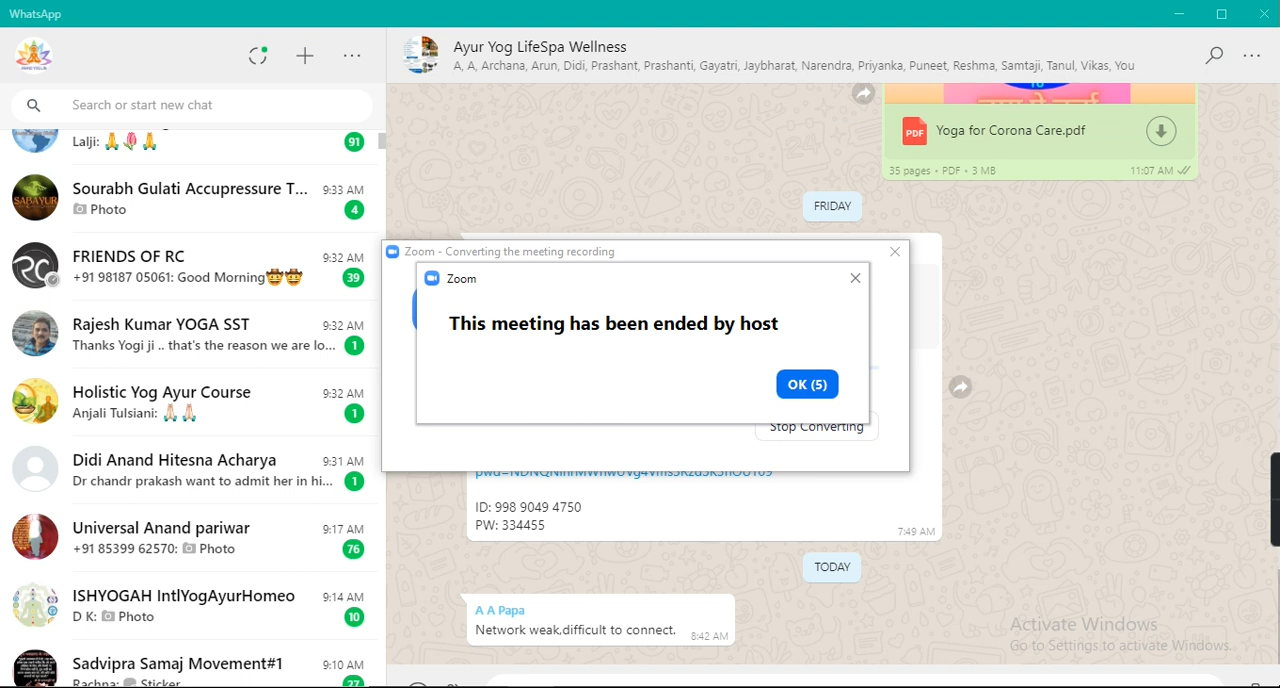 WhatsApp
Search or start new chat
Lalji: 🙏🌷🙏
91
Sourabh Gulati Accupressure T... 9:33 AM
Photo
4
FRIENDS OF RC 9:32 AM
+91 98187 05061: Good Morning🤠🤠
39
Rajesh Kumar YOGA SST 9:32 AM
Thanks Yogi ji .. that's the reason we are lo...
1
Holistic Yog Ayur Course 9:32 AM
Anjali Tulsiani: 🙏🏻🙏🏻
1
Didi Anand Hitesna Acharya 9:31 AM
Dr chandr prakash want to admit her in hi...
1
Universal Anand pariwar 9:17 AM
+91 85399 62570: Photo
76
ISHYOGAH IntlYogAyurHomeo 9:14 AM
D K: Photo
10
Sadvipra Samaj Movement#1 9:10 AM
Rachna: Sticker
27
Ayur Yog LifeSpa Wellness
A, A, Archana, Arun, Didi, Prashant, Prashanti, Gayatri, Jaybharat, Narendra, Priyanka, Puneet, Reshma, Samtaji, Tanul, Vikas, You
PDF
Yoga for Corona Care.pdf
35 pages • PDF • 3 MB
11:07 AM
FRIDAY
Zoom - Converting the meeting recording
Zoom
This meeting has been ended by host
OK (5)
Stop Converting
ID: 998 9049 4750
PW: 334455
7:49 AM
TODAY
A A Papa
Network weak,difficult to connect.
8:42 AM
Activate Windows
Go to Settings to activate Windows.
RC
SABAYUR